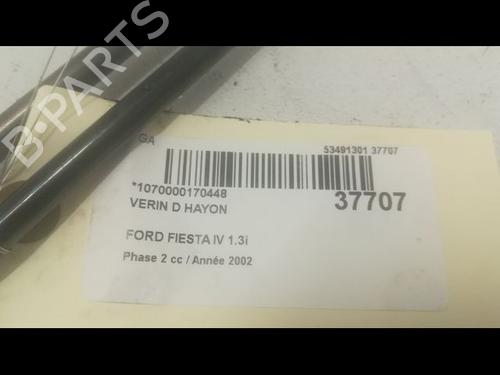 B-PARTS
GA
53491301 37707
*1070000170448
37707
VERIN D HAYON
FORD FIESTA IV 1.3i
Phase 2 cc / Année 2002